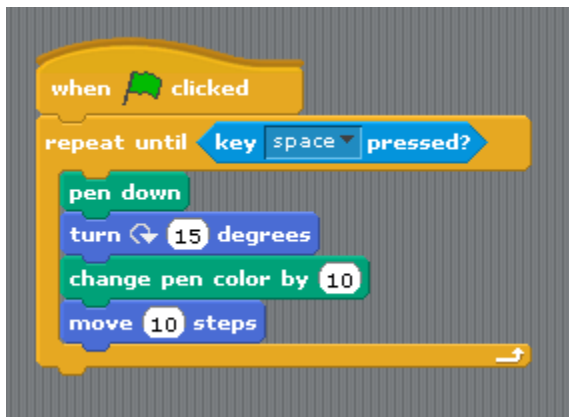 when clicked
repeat until key space pressed?
pen down
turn 15 degrees
change pen color by 10
move 10 steps